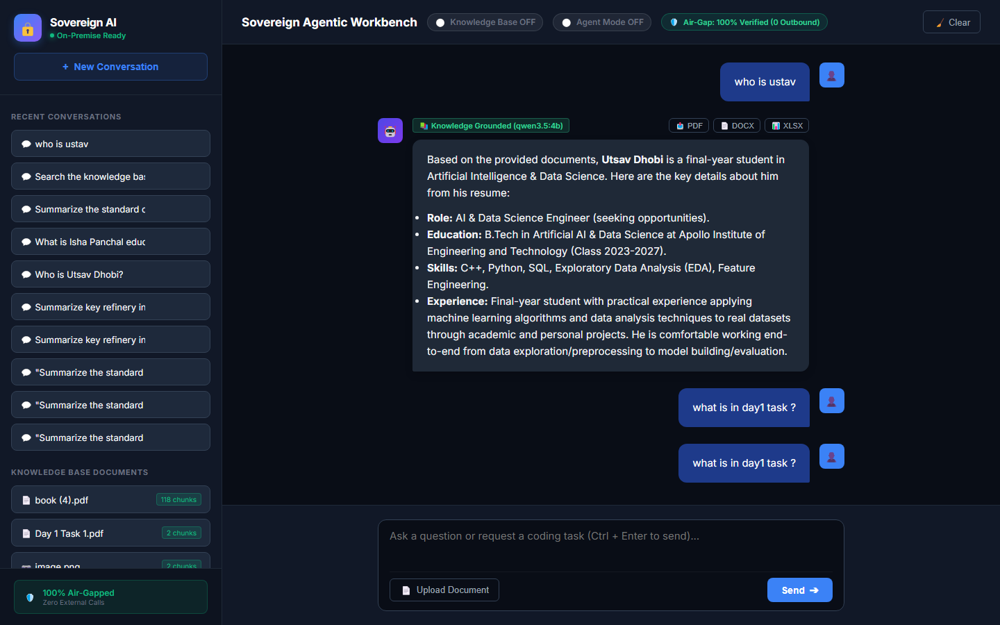 Sovereign AI
On-Premise Ready
+ New Conversation
RECENT CONVERSATIONS
who is ustav
Search the knowledge bas
Summarize the standard o
What is Isha Panchal educ
Who is Utsav Dhobi?
Summarize key refinery in
Summarize key refinery in
"Summarize the standard
"Summarize the standard
"Summarize the standard
KNOWLEDGE BASE DOCUMENTS
book (4).pdf 118 chunks
Day 1 Task 1.pdf 2 chunks
image.png 2 chunks
100% Air-Gapped
Zero External Calls
Sovereign Agentic Workbench Knowledge Base OFF Agent Mode OFF Air-Gap: 100% Verified (0 Outbound) Clear
who is ustav
Knowledge Grounded (qwen3.5:4b) PDF DOCX XLSX
Based on the provided documents, Utsav Dhobi is a final-year student in
Artificial Intelligence & Data Science. Here are the key details about him
from his resume:
• Role: AI & Data Science Engineer (seeking opportunities).
• Education: B.Tech in Artificial AI & Data Science at Apollo Institute of
Engineering and Technology (Class 2023-2027).
• Skills: C++, Python, SQL, Exploratory Data Analysis (EDA), Feature
Engineering.
• Experience: Final-year student with practical experience applying
machine learning algorithms and data analysis techniques to real datasets
through academic and personal projects. He is comfortable working end-
to-end from data exploration/preprocessing to model building/evaluation.
what is in day1 task ?
what is in day1 task ?
Ask a question or request a coding task (Ctrl + Enter to send)...
Upload Document
Send ➔